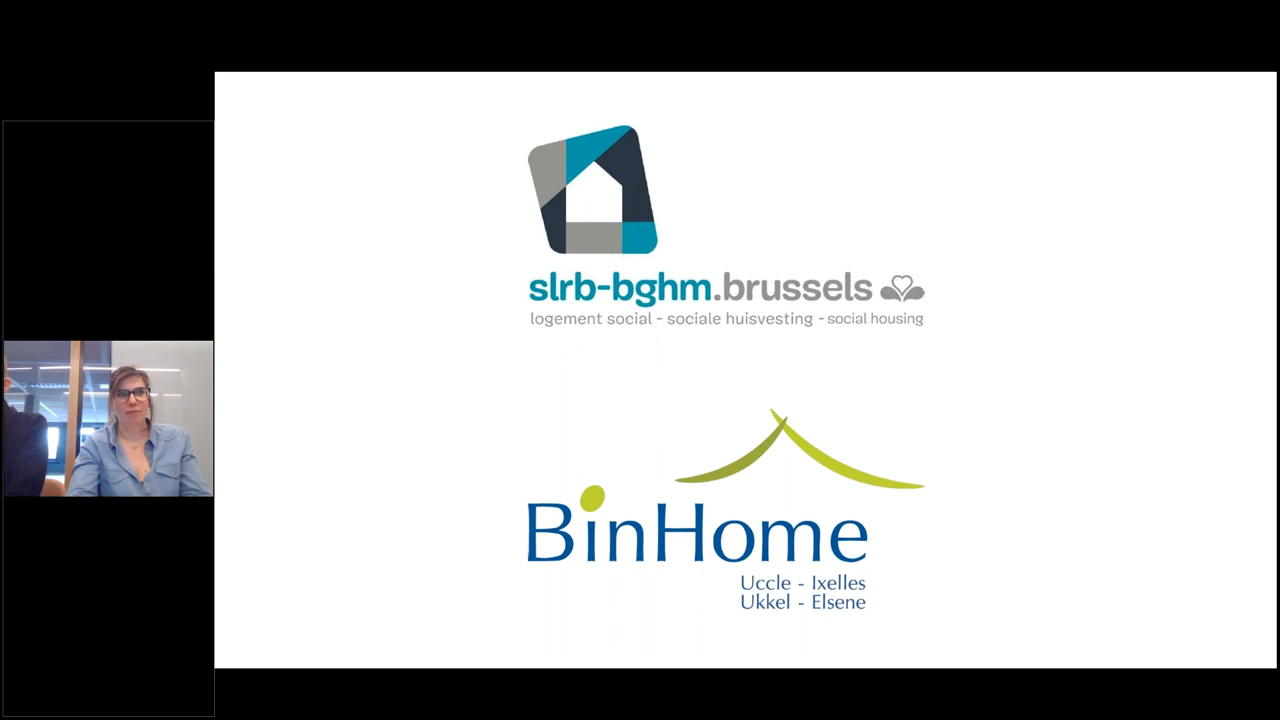 slrb-bghm.brussels
logement social - sociale huisvesting - social housing
BinHome
Uccle - Ixelles
Ukkel - Elsene